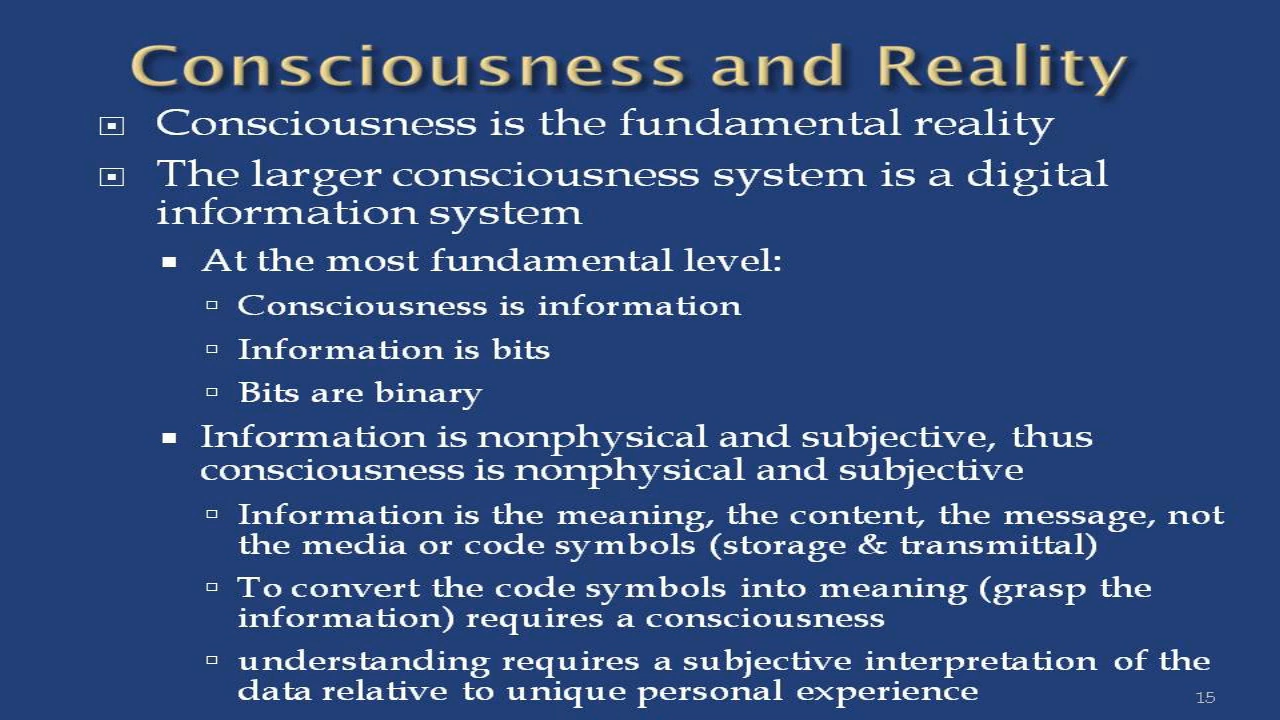 Consciousness and Reality
Consciousness is the fundamental reality
The larger consciousness system is a digital
information system
At the most fundamental level:
Consciousness is information
Information is bits
Bits are binary
Information is nonphysical and subjective, thus
consciousness is nonphysical and subjective
Information is the meaning, the content, the message, not
the media or code symbols (storage & transmittal)
To convert the code symbols into meaning (grasp the
information) requires a consciousness
understanding requires a subjective interpretation of the
data relative to unique personal experience
15